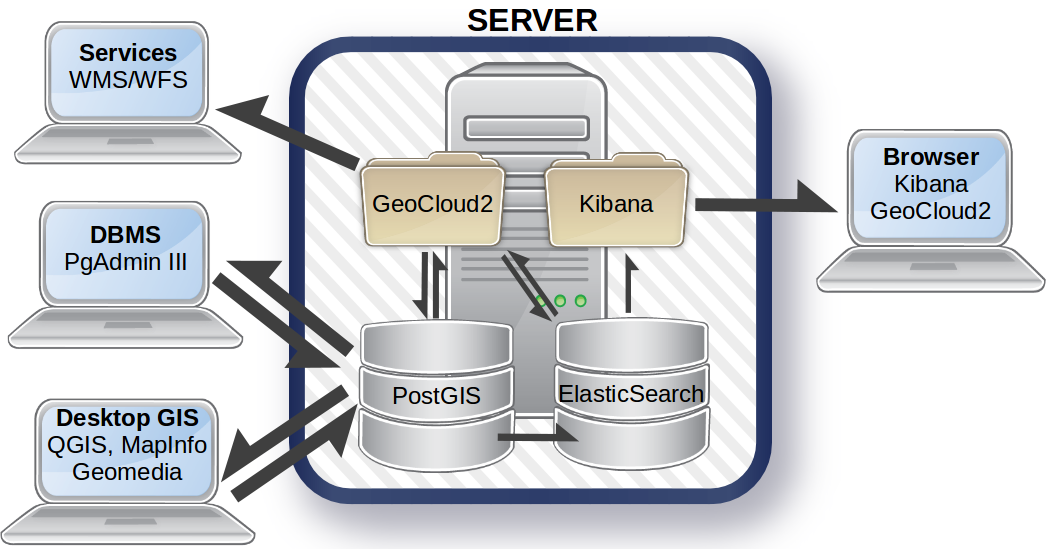 SERVER
Services
WMS/WFS
DBMS
PgAdmin III
Desktop GIS
QGIS, MapInfo
Geomedia
GeoCloud2
Kibana
PostGIS
ElasticSearch
Browser
Kibana
GeoCloud2